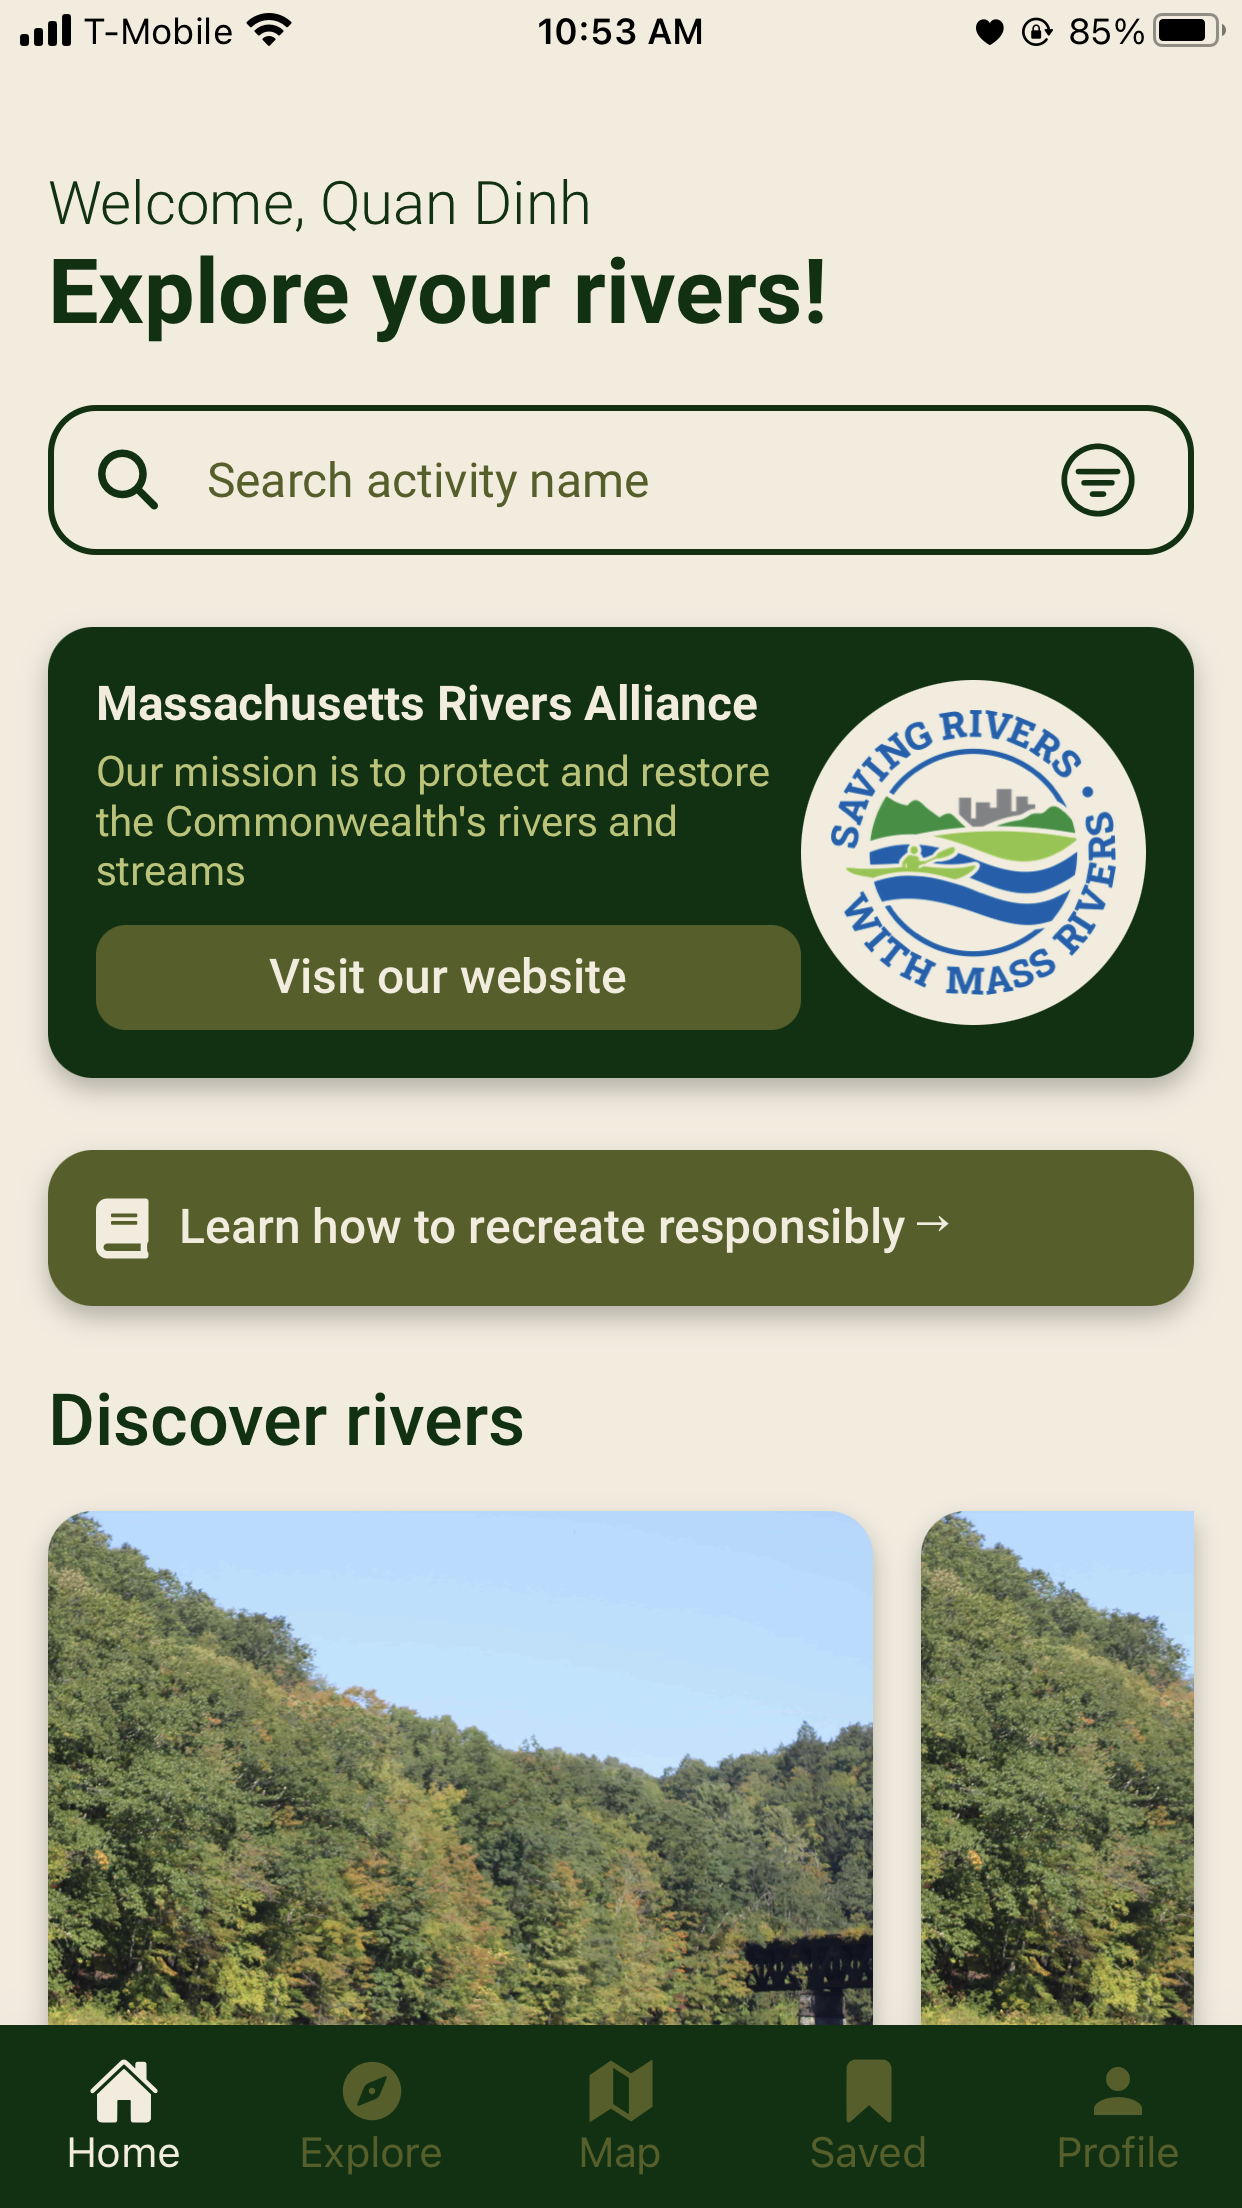 T-Mobile 10:53 AM 85%
Welcome, Quan Dinh
Explore your rivers!
Search activity name
Massachusetts Rivers Alliance
Our mission is to protect and restore
the Commonwealth's rivers and
streams
Visit our website
SAVING RIVERS •
WITH MASS RIVERS
Learn how to recreate responsibly →
Discover rivers
Home Explore Map Saved Profile